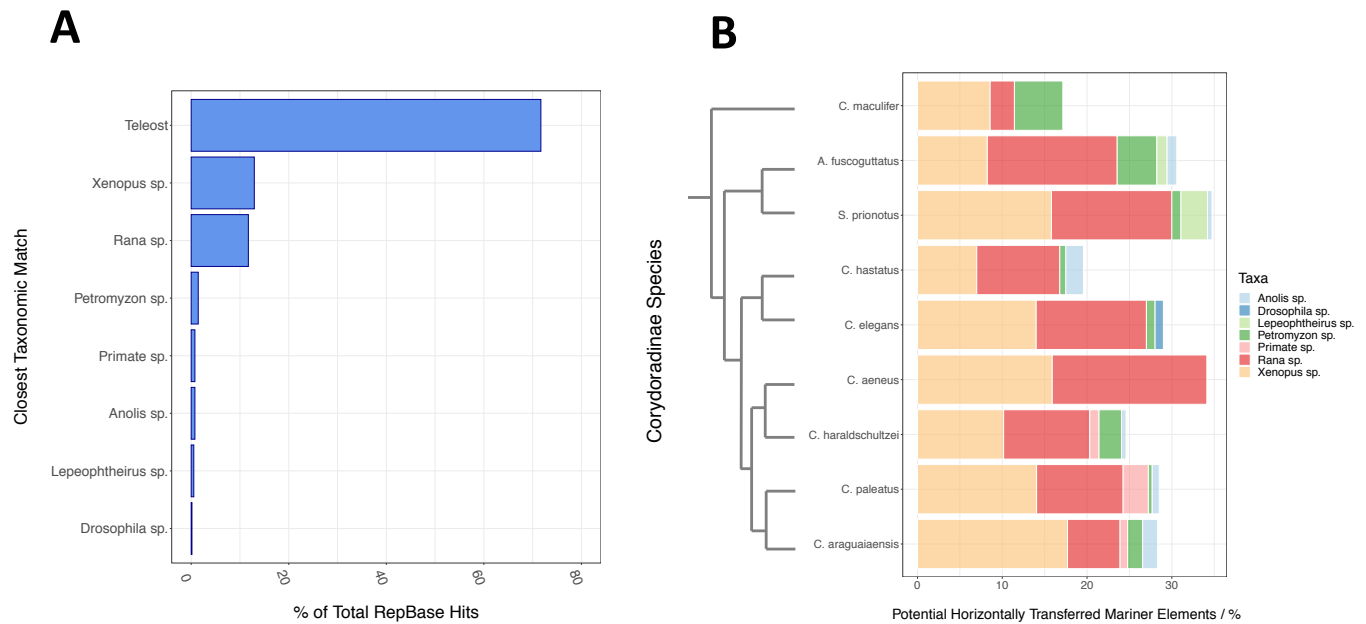 A
Closest Taxonomic Match
Teleost
Xenopus sp.
Rana sp.
Petromyzon sp.
Primate sp.
Anolis sp.
Lepeophtheirus sp.
Drosophila sp.
0
20
40
60
80
% of Total RepBase Hits
B
Corydoradinae Species
C. maculifer
A. fuscoguttatus
S. prionotus
C. hastatus
C. elegans
C. aeneus
C. haraldschultzei
C. paleatus
C. araguaiaensis
0
10
20
30
Potential Horizontally Transferred Mariner Elements / %
Taxa
Anolis sp.
Drosophila sp.
Lepeophtheirus sp.
Petromyzon sp.
Primate sp.
Rana sp.
Xenopus sp.